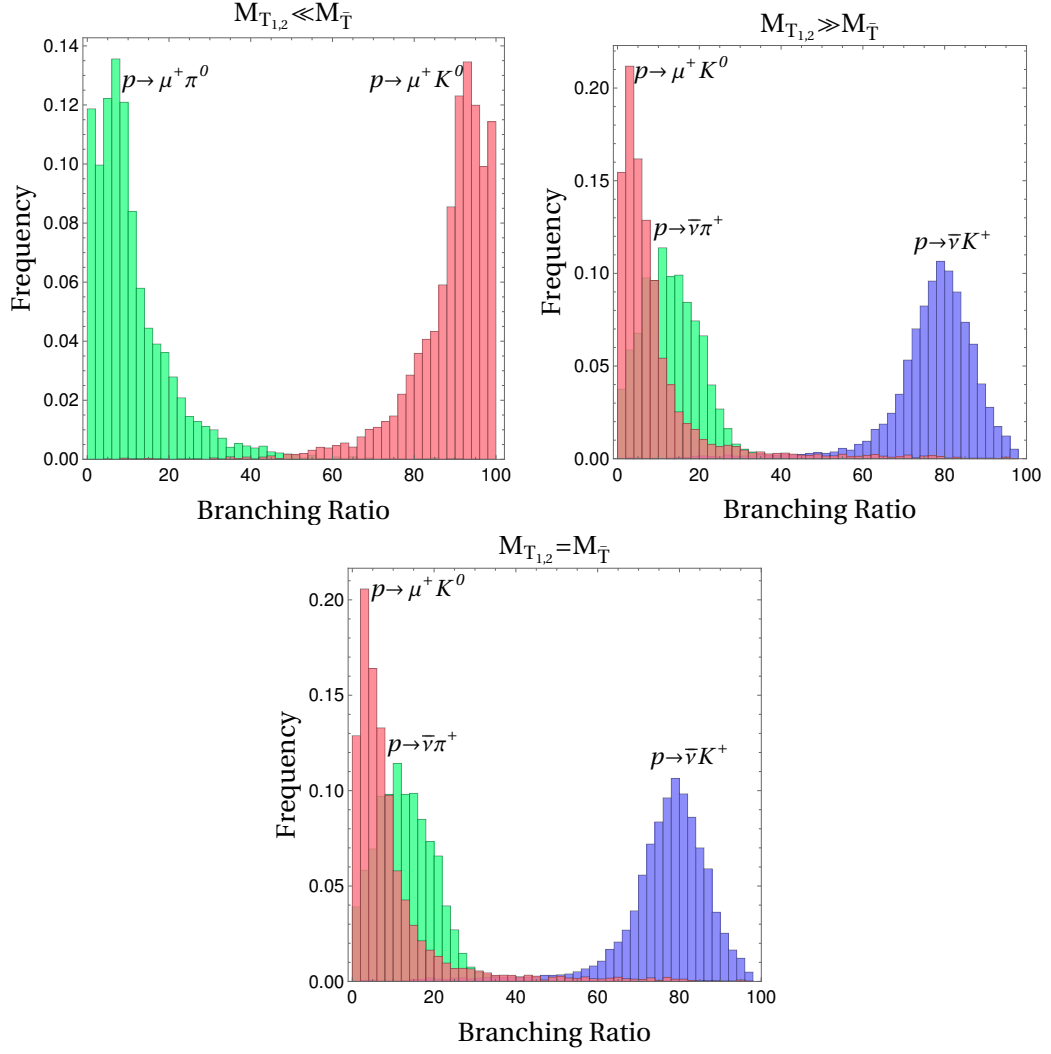 M_{T_{1,2}}≪M_{T̄}
0.14
0.12
0.10
0.08
0.06
0.04
0.02
0.00
Frequency
p→μ⁺π⁰
p→μ⁺K⁰
0 20 40 60 80 100
Branching Ratio
M_{T_{1,2}}≫M_{T̄}
0.20
0.15
0.10
0.05
0.00
Frequency
p→μ⁺K⁰
p→ν̄π⁺
p→ν̄K⁺
0 20 40 60 80 100
Branching Ratio
M_{T_{1,2}}=M_{T̄}
0.20
0.15
0.10
0.05
0.00
Frequency
p→μ⁺K⁰
p→ν̄π⁺
p→ν̄K⁺
0 20 40 60 80 100
Branching Ratio